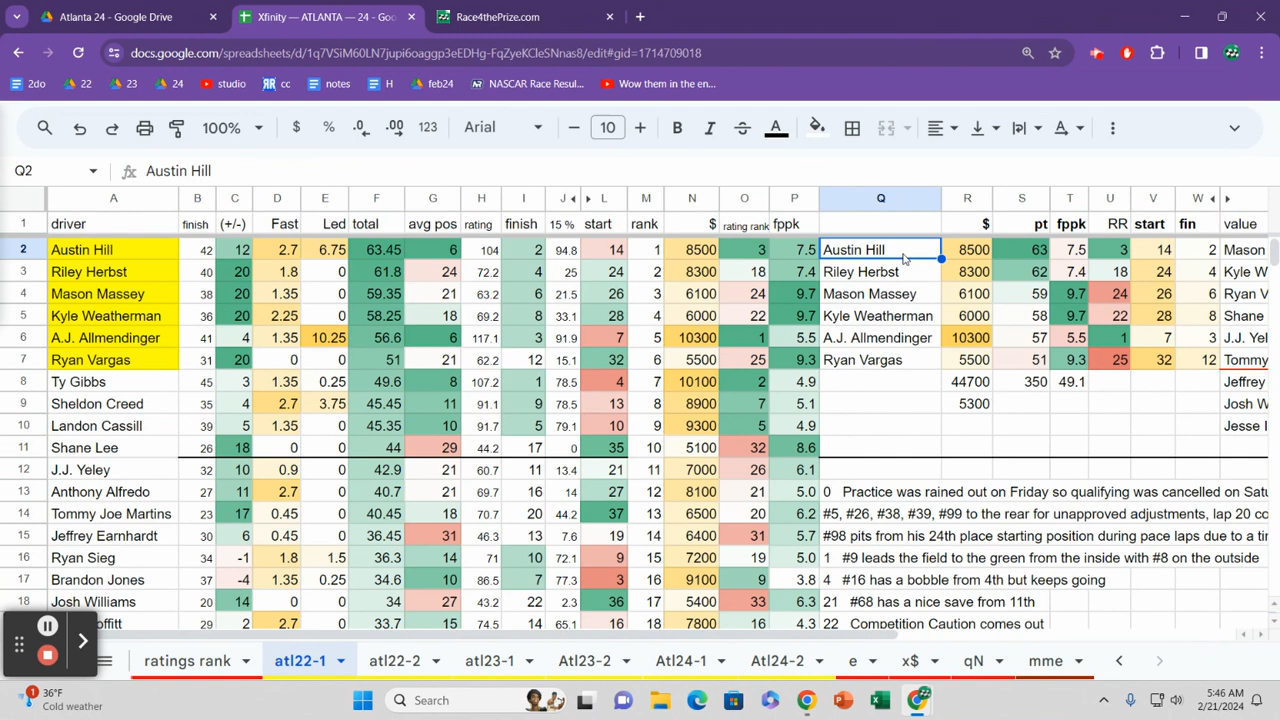 Atlanta 24 - Google Drive
Xfinity — ATLANTA — 24 - Goo
Race4thePrize.com
docs.google.com/spreadsheets/d/1q7VSiM60LN7jupi6oaggp3eEDHg-FqZyeKCleSNnas8/edit#gid=1714709018
2do 22 23 24 studio RR cc notes H feb24 NASCAR Race Resul... Wow them in the en...
100% $ % .0 .00 123 Arial 10 B I A A
Q2 fx Austin Hill
A B C D E F G H I J L M N O P Q R S T U V W
1 driver finish (+/-) Fast Led total avg pos rating finish 15 % start rank $ rating rank fppk $ pt fppk RR start fin value
2 Austin Hill 42 12 2.7 6.75 63.45 6 104 2 94.8 14 1 8500 3 7.5 Austin Hill 8500 63 7.5 3 14 2 Mason
3 Riley Herbst 40 20 1.8 0 61.8 24 72.2 4 25 24 2 8300 18 7.4 Riley Herbst 8300 62 7.4 18 24 4 Kyle W
4 Mason Massey 38 20 1.35 0 59.35 21 63.2 6 21.5 26 3 6100 24 9.7 Mason Massey 6100 59 9.7 24 26 6 Ryan V
5 Kyle Weatherman 36 20 2.25 0 58.25 18 69.2 8 33.1 28 4 6000 22 9.7 Kyle Weatherman 6000 58 9.7 22 28 8 Shane
6 A.J. Allmendinger 41 4 1.35 10.25 56.6 6 117.1 3 91.9 7 5 10300 1 5.5 A.J. Allmendinger 10300 57 5.5 1 7 3 A.J. Al
7 Ryan Vargas 31 20 0 0 51 21 62.2 12 15.1 32 6 5500 25 9.3 Ryan Vargas 5500 51 9.3 25 32 12 Tommy
8 Ty Gibbs 45 3 1.35 0.25 49.6 8 107.2 1 78.5 4 7 10100 2 4.9 44700 350 49.1 Jeffrey
9 Sheldon Creed 35 4 2.7 3.75 45.45 11 91.1 9 78.5 13 8 8900 7 5.1 5300 Josh W
10 Landon Cassill 35 5 1.35 0 45.35 10 91.7 5 79.1 10 9 9300 5 4.9 Jesse I
11 Shane Lee 26 18 0 0 44 29 44.1 17 0 35 10 5100 32 8.6
12 J.J. Yeley 32 10 0.9 0 42.9 21 60.7 11 13.4 21 11 7000 26 6.1
13 Anthony Alfredo 27 11 2.7 0 40.7 21 69.7 16 14 27 12 8100 21 5.0 0 Practice was rained out on Friday so qualifying was cancelled on Satu
14 Tommy Joe Martins 23 17 0.45 0 40.45 18 70.7 20 44.2 37 13 6500 20 6.2 #5, #26, #38, #39, #99 to the rear for unapproved adjustments, lap 20 co
15 Jeffrey Earnhardt 30 6 0.45 0 36.45 31 46.3 13 7.6 19 14 6400 31 5.7 #98 pits from his 24th place starting position during pace laps due to a tir
16 Ryan Sieg 34 -1 1.8 1.5 36.3 14 71 10 72.1 9 15 7200 19 5.0 1 #9 leads the field to the green from the inside with #8 on the outside
17 Brandon Jones 37 -4 1.35 0.25 34.6 10 86.5 7 77.3 3 16 9100 9 3.8 4 #16 has a bobble from 4th but keeps going
18 Josh Williams 20 14 0 0 34 27 43.2 22 2.3 36 17 5400 33 6.3 21 #68 has a nice save from 11th
offitt 29 2 2.7 0 33.7 15 74.5 14 65.1 16 18 7800 16 4.3 22 Competition Caution comes out
ratings rank atl22-1 atl22-2 atl23-1 Atl23-2 Atl24-1 Atl24-2 e x$ qN mme
1 36°F
Cold weather
Search
5:46 AM
2/21/2024